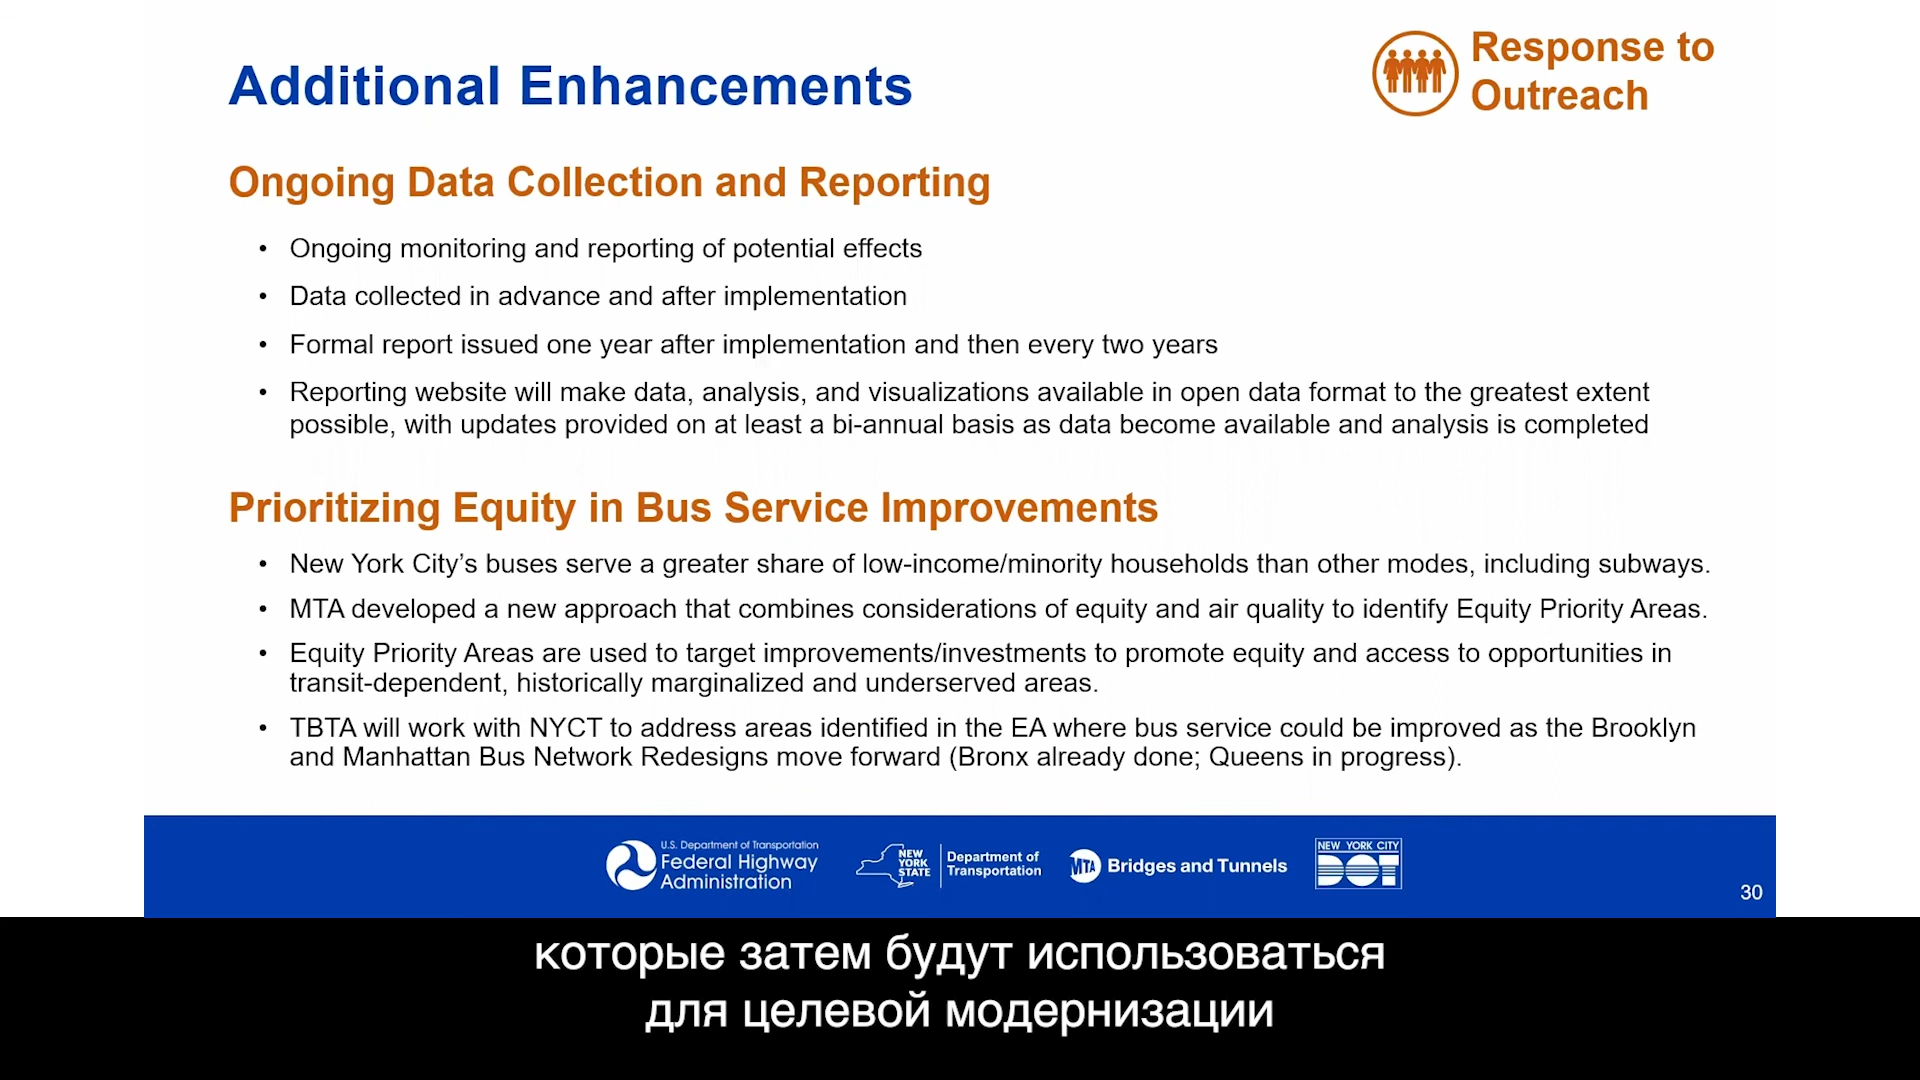 Additional Enhancements
Response to
Outreach
Ongoing Data Collection and Reporting
• Ongoing monitoring and reporting of potential effects
• Data collected in advance and after implementation
• Formal report issued one year after implementation and then every two years
• Reporting website will make data, analysis, and visualizations available in open data format to the greatest extent
possible, with updates provided on at least a bi-annual basis as data become available and analysis is completed
Prioritizing Equity in Bus Service Improvements
• New York City’s buses serve a greater share of low-income/minority households than other modes, including subways.
• MTA developed a new approach that combines considerations of equity and air quality to identify Equity Priority Areas.
• Equity Priority Areas are used to target improvements/investments to promote equity and access to opportunities in
transit-dependent, historically marginalized and underserved areas.
• TBTA will work with NYCT to address areas identified in the EA where bus service could be improved as the Brooklyn
and Manhattan Bus Network Redesigns move forward (Bronx already done; Queens in progress).
U.S. Department of Transportation
Federal Highway
Administration
NEW
YORK
STATE
Department of
Transportation
MTA
Bridges and Tunnels
NEW YORK CITY
DOT
30
которые затем будут использоваться
для целевой модернизации